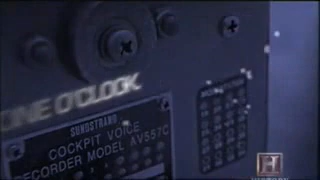 ONE O'CLOCK
SUNDSTRAND
COCKPIT VOICE
RECORDER MODEL AV557C
H